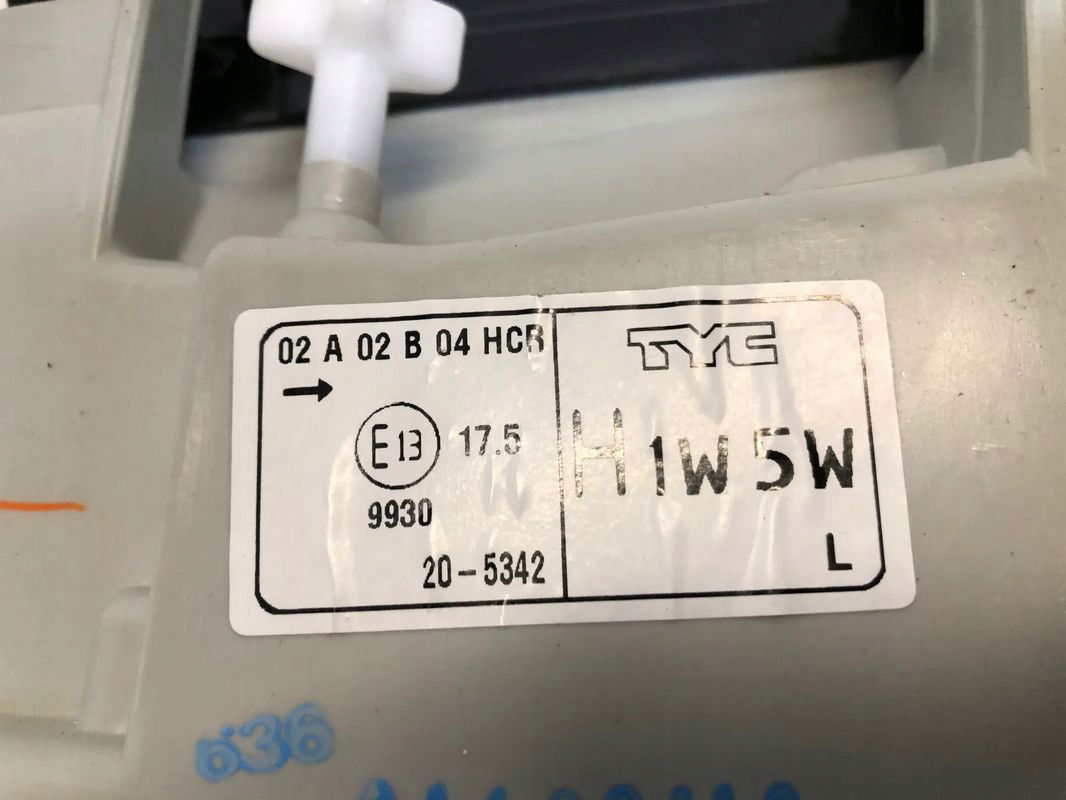 02 A 02 B 04 HCR
→
E13 17.5
9930
20-5342
TYC
H1W5W
L
636